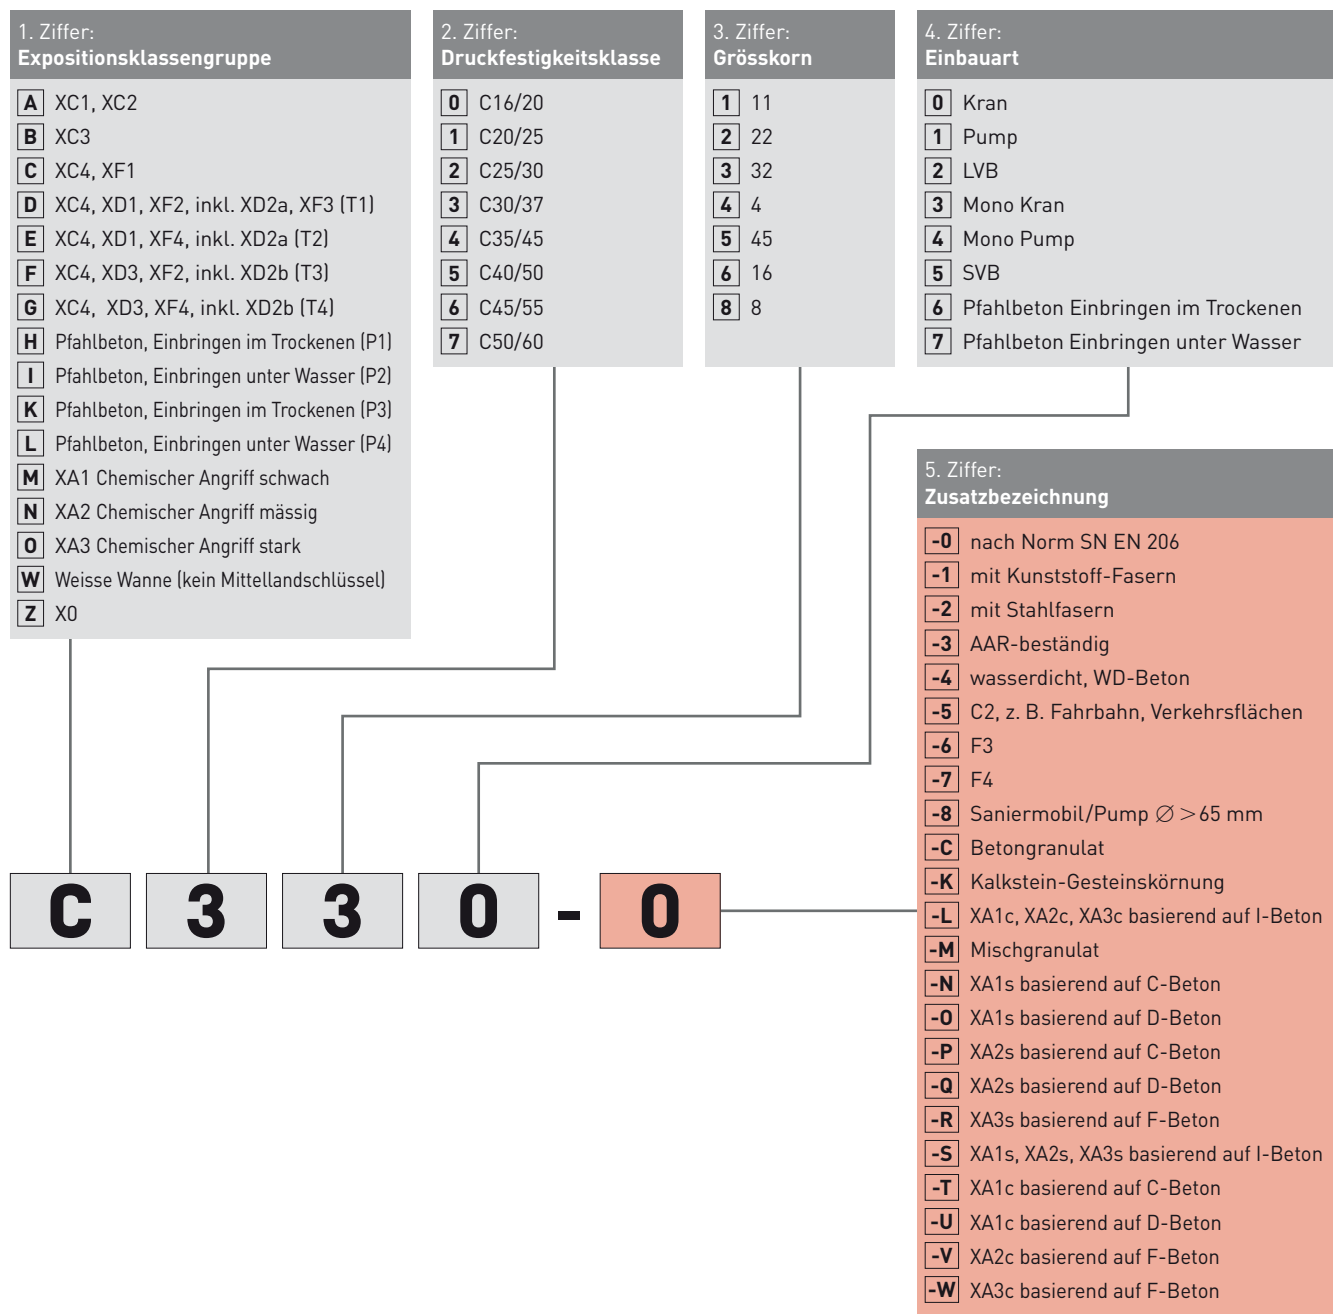 1. Ziffer:
Expositionsklassengruppe
A XC1, XC2
B XC3
C XC4, XF1
D XC4, XD1, XF2, inkl. XD2a, XF3 (T1)
E XC4, XD1, XF4, inkl. XD2a (T2)
F XC4, XD3, XF2, inkl. XD2b (T3)
G XC4, XD3, XF4, inkl. XD2b (T4)
H Pfahlbeton, Einbringen im Trockenen (P1)
I Pfahlbeton, Einbringen unter Wasser (P2)
K Pfahlbeton, Einbringen im Trockenen (P3)
L Pfahlbeton, Einbringen unter Wasser (P4)
M XA1 Chemischer Angriff schwach
N XA2 Chemischer Angriff mässig
O XA3 Chemischer Angriff stark
W Weisse Wanne (kein Mittellandschlüssel)
Z X0
2. Ziffer:
Druckfestigkeitsklasse
0 C16/20
1 C20/25
2 C25/30
3 C30/37
4 C35/45
5 C40/50
6 C45/55
7 C50/60
3. Ziffer:
Grösskorn
1 11
2 22
3 32
4 4
5 45
6 16
8 8
4. Ziffer:
Einbauart
0 Kran
1 Pump
2 LVB
3 Mono Kran
4 Mono Pump
5 SVB
6 Pfahlbeton Einbringen im Trockenen
7 Pfahlbeton Einbringen unter Wasser
5. Ziffer:
Zusatzbezeichnung
-0 nach Norm SN EN 206
-1 mit Kunststoff-Fasern
-2 mit Stahlfasern
-3 AAR-beständig
-4 wasserdicht, WD-Beton
-5 C2, z. B. Fahrbahn, Verkehrsflächen
-6 F3
-7 F4
-8 Saniermobil/Pump ∅ > 65 mm
-C Betongranulat
-K Kalkstein-Gesteinskörnung
-L XA1c, XA2c, XA3c basierend auf I-Beton
-M Mischgranulat
-N XA1s basierend auf C-Beton
-O XA1s basierend auf D-Beton
-P XA2s basierend auf C-Beton
-Q XA2s basierend auf D-Beton
-R XA3s basierend auf F-Beton
-S XA1s, XA2s, XA3s basierend auf I-Beton
-T XA1c basierend auf C-Beton
-U XA1c basierend auf D-Beton
-V XA2c basierend auf F-Beton
-W XA3c basierend auf F-Beton
C 3 3 0 - 0